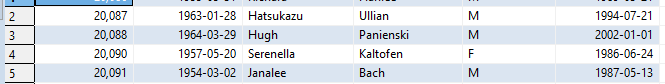 2 20,087 1963-01-28 Hatsukazu Ullian M 1994-07-21
3 20,088 1964-03-29 Hugh Panienski M 2002-01-01
4 20,090 1957-05-20 Serenella Kaltofen F 1986-06-24
5 20,091 1954-03-02 Janalee Bach M 1987-05-13